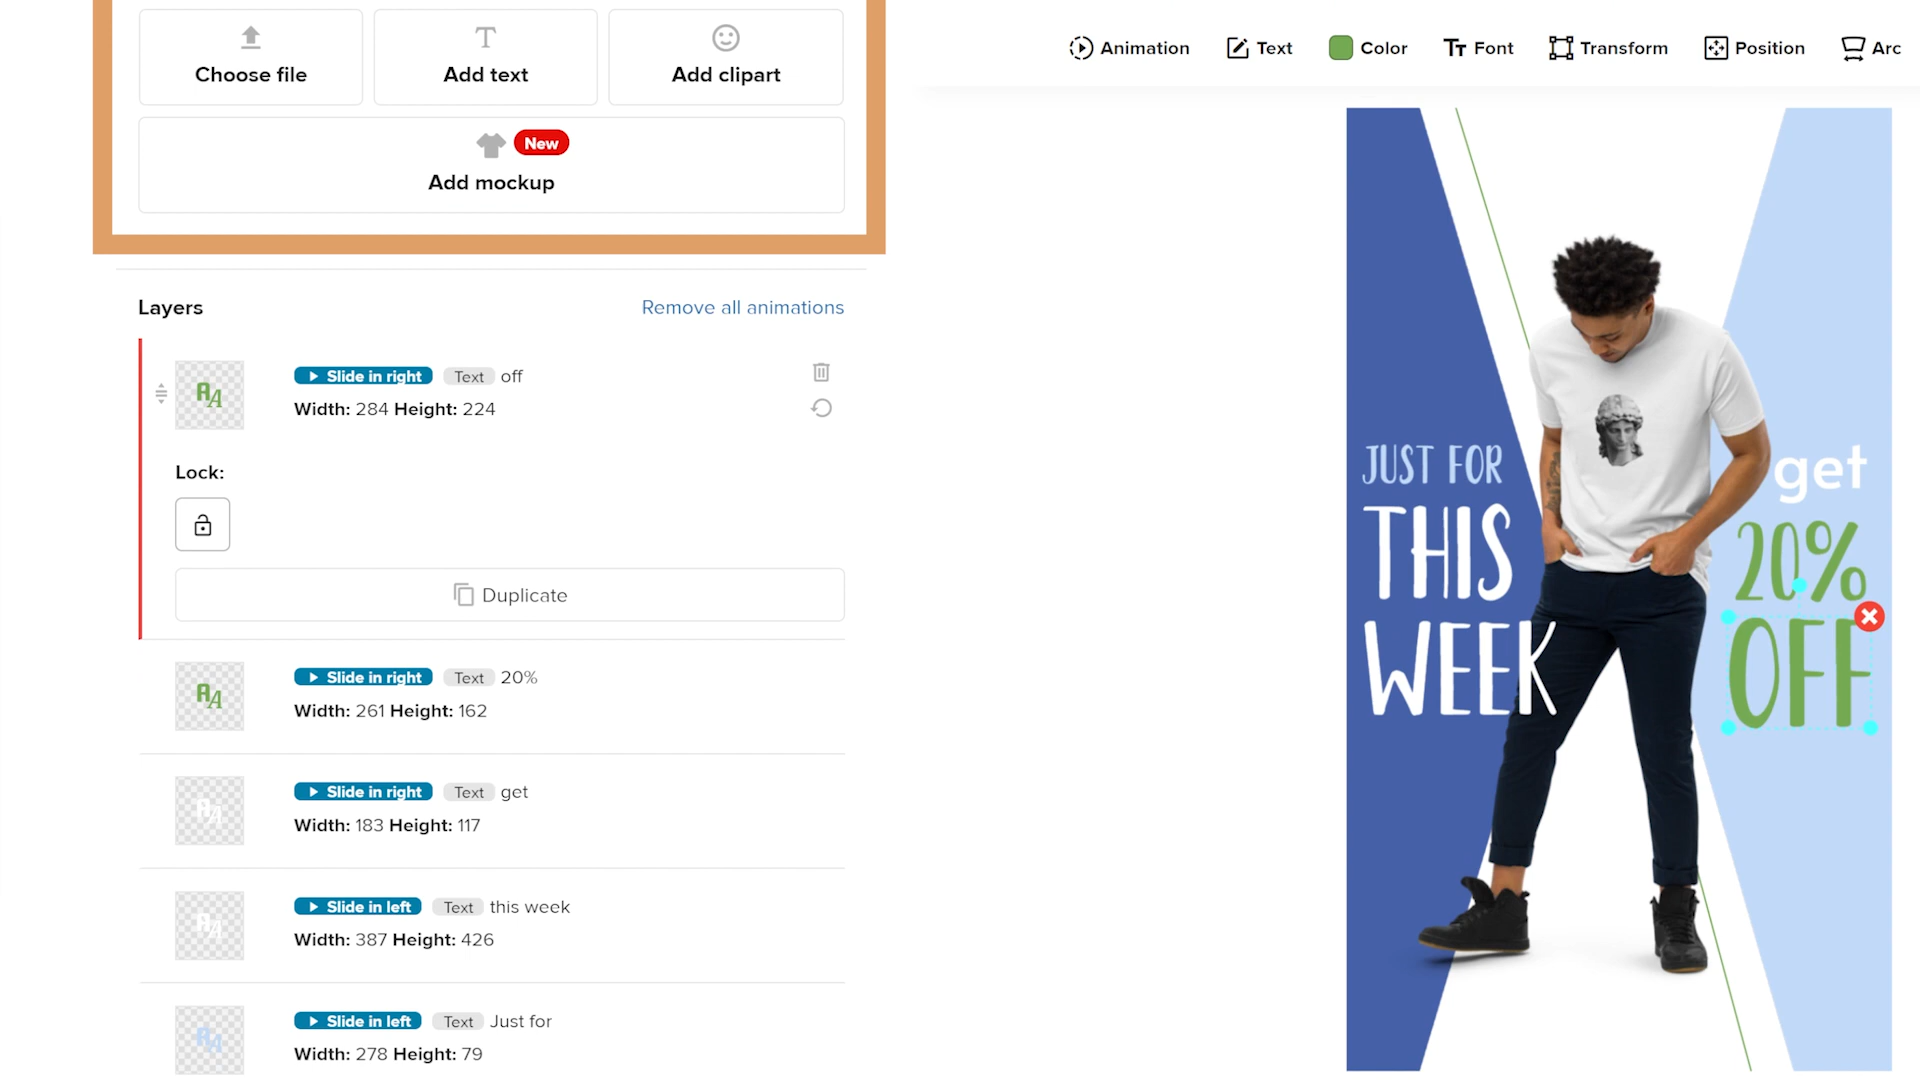 Choose file
Add text
Add clipart
New
Add mockup
Layers
Remove all animations
Slide in right Text off
Width: 284 Height: 224
Lock:
Duplicate
Slide in right Text 20%
Width: 261 Height: 162
Slide in right Text get
Width: 183 Height: 117
Slide in left Text this week
Width: 387 Height: 426
Slide in left Text Just for
Width: 278 Height: 79
Animation
Text
Color
Font
Transform
Position
Arc
JUST FOR
THIS
WEEK
get
20%
OFF